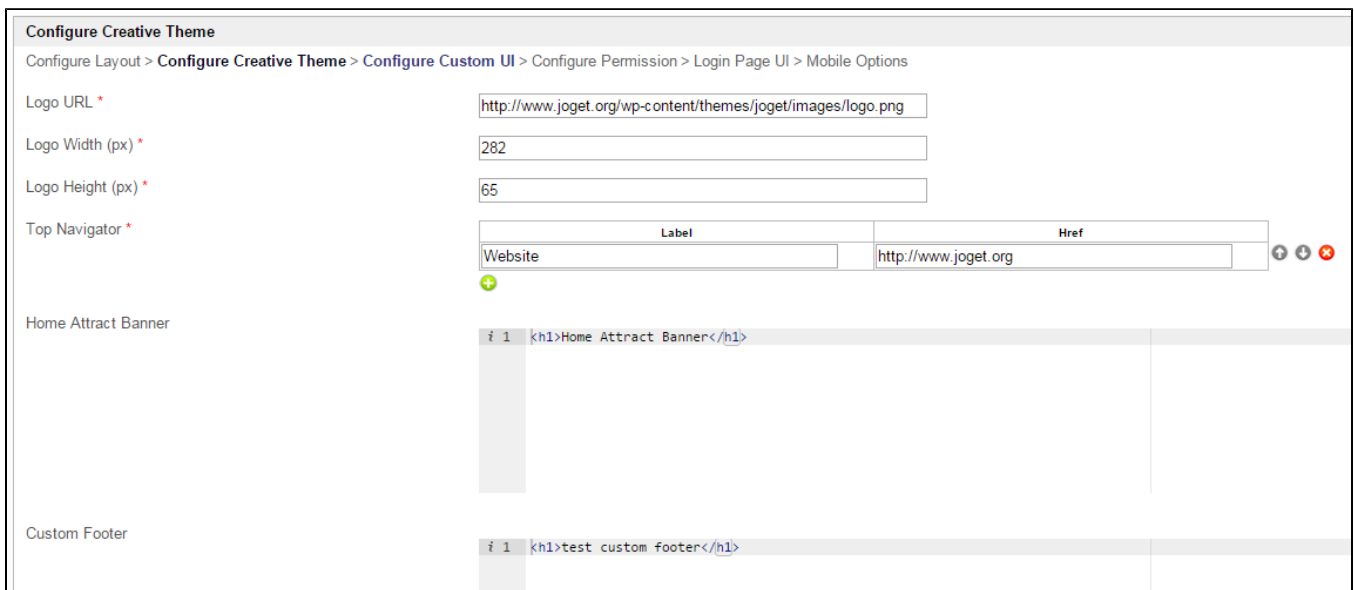 Configure Creative Theme
Configure Layout > Configure Creative Theme > Configure Custom UI > Configure Permission > Login Page UI > Mobile Options
Logo URL *
http://www.joget.org/wp-content/themes/joget/images/logo.png
Logo Width (px) *
282
Logo Height (px) *
65
Top Navigator *
Label Href
Website http://www.joget.org
Home Attract Banner
i 1 <h1>Home Attract Banner</h1>
Custom Footer
i 1 <h1>test custom footer</h1>